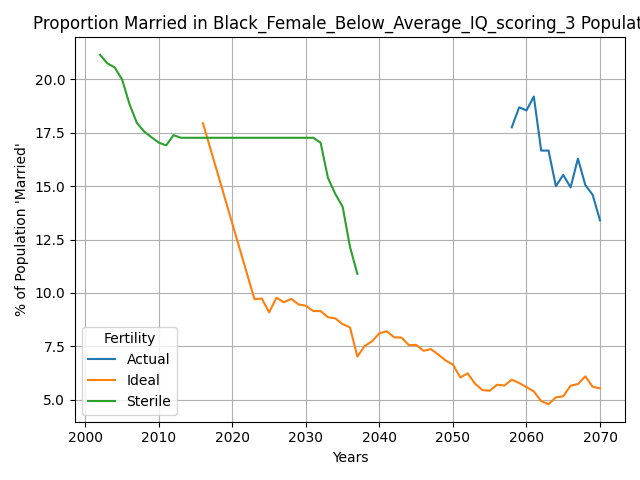 Proportion Married in Black_Female_Below_Average_IQ_scoring_3 Populat
% of Population 'Married'
20.0
17.5
15.0
12.5
10.0
7.5
5.0
Fertility
Actual
Ideal
Sterile
2000 2010 2020 2030 2040 2050 2060 2070
Years